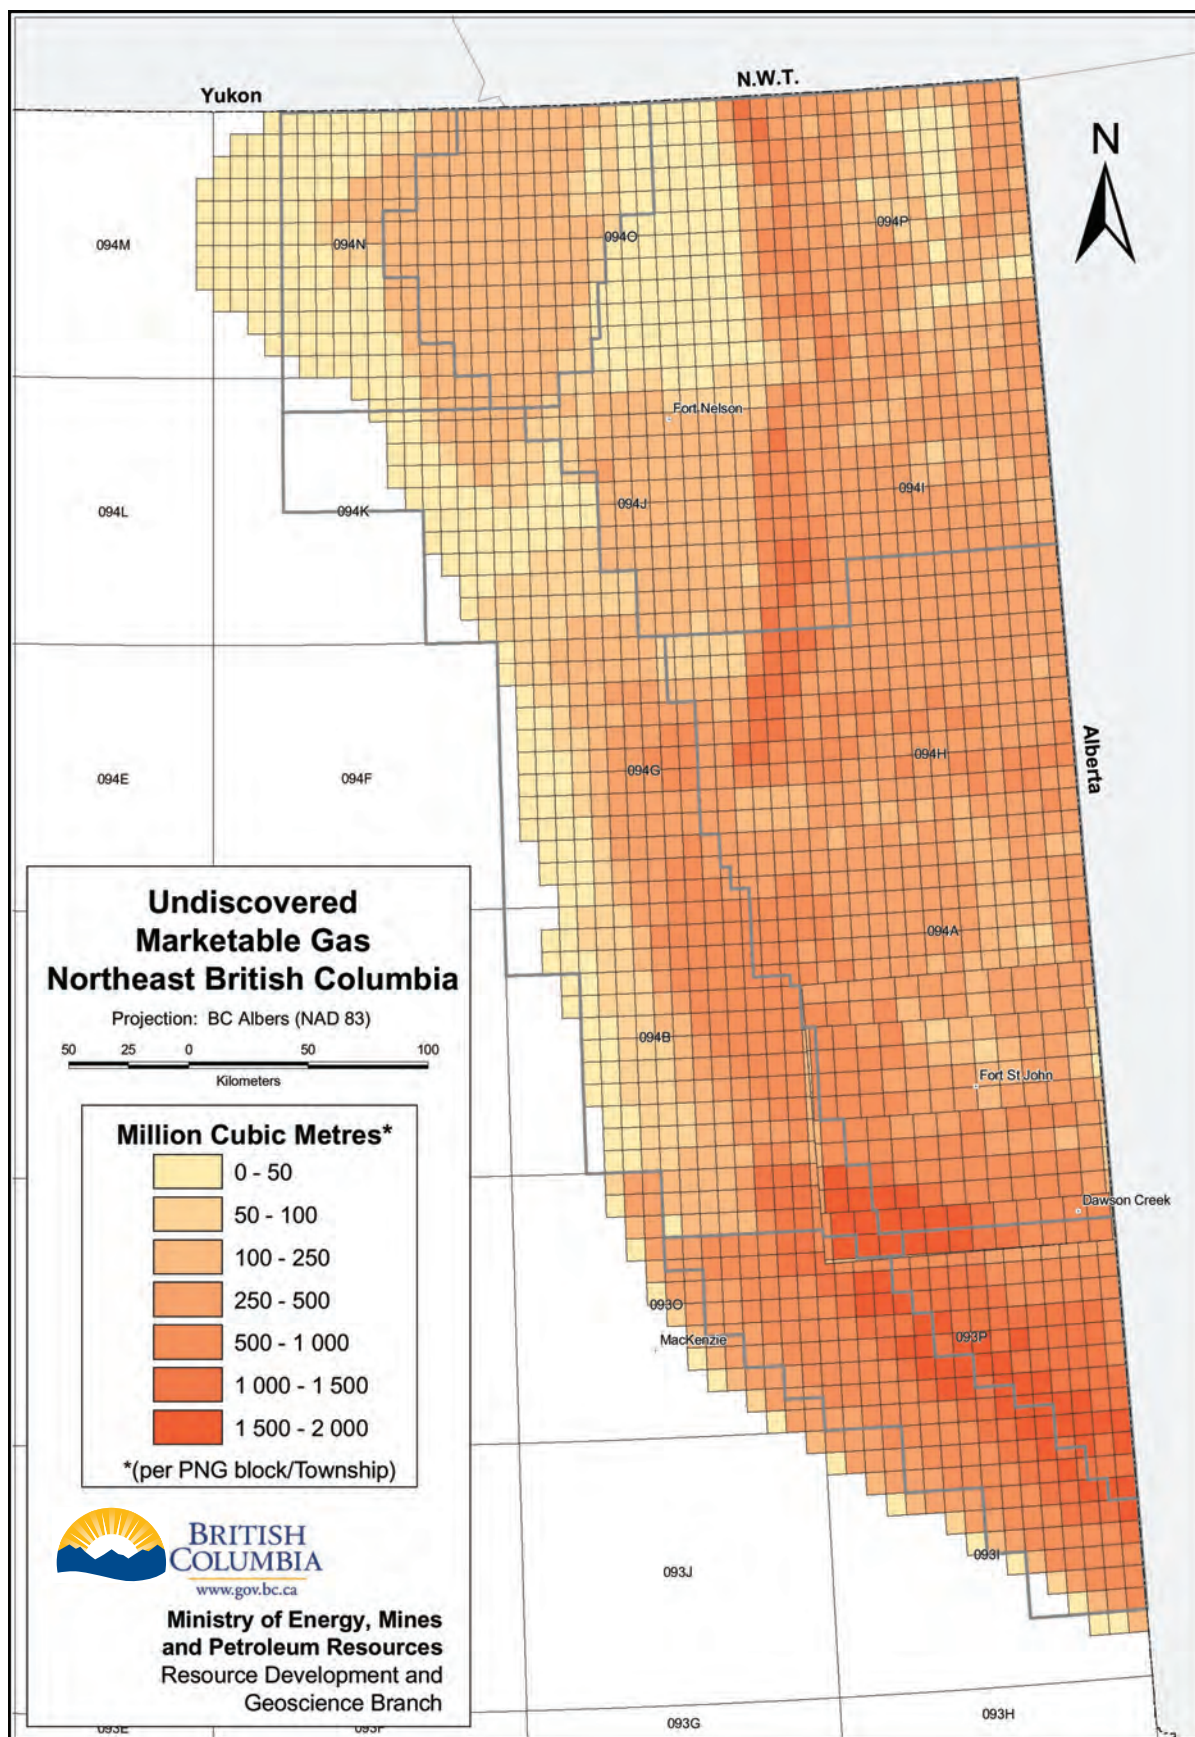 Yukon
N.W.T.
N
094M
094N
094O
094P
Fort Nelson
094L
094K
094J
094I
094E
094F
094G
094H
Alberta
094A
094B
Fort St John
Dawson Creek
093O
MacKenzie
093P
093J
093I
093E
093F
093G
093H
Undiscovered
Marketable Gas
Northeast British Columbia
Projection: BC Albers (NAD 83)
50 25 0 50 100
Kilometers
Million Cubic Metres*
0 - 50
50 - 100
100 - 250
250 - 500
500 - 1 000
1 000 - 1 500
1 500 - 2 000
*(per PNG block/Township)
BRITISH
COLUMBIA
www.gov.bc.ca
Ministry of Energy, Mines
and Petroleum Resources
Resource Development and
Geoscience Branch